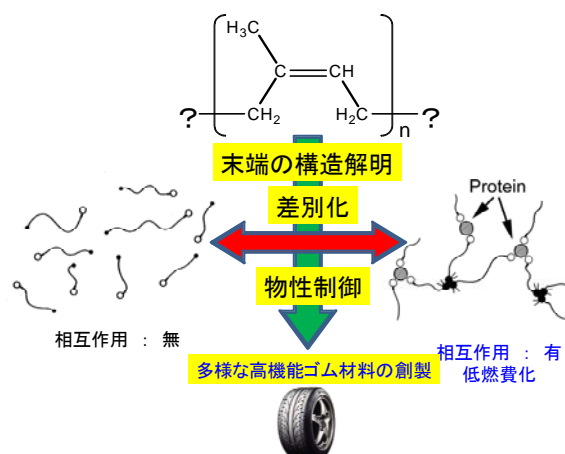 H₃C
C
CH
?
CH₂
H₂C
n
?
末端の構造解明
差別化
Protein
物性制御
相互作用 ： 無
相互作用 ： 有
低燃費化
多様な高機能ゴム材料の創製